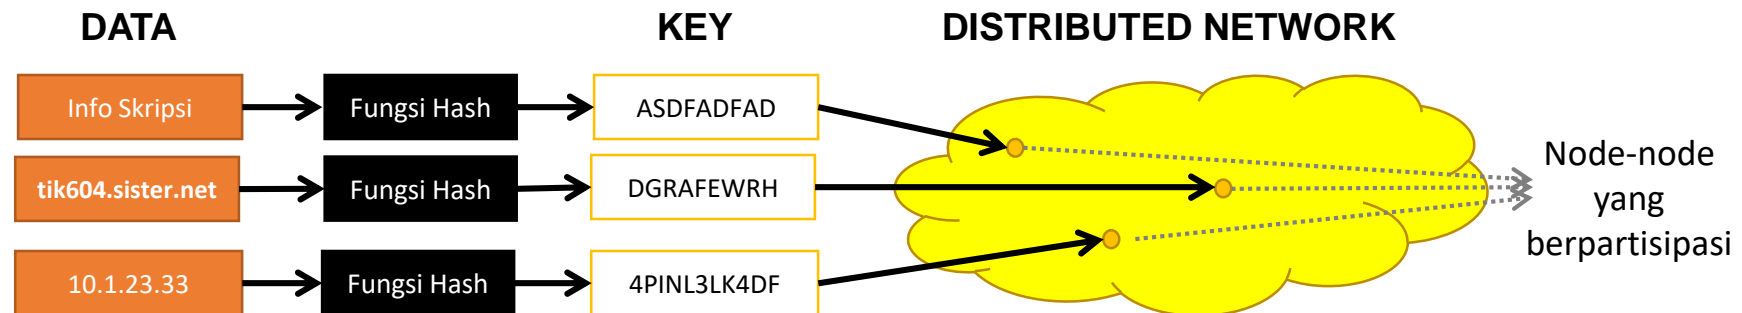 DATA KEY DISTRIBUTED NETWORK
Info Skripsi Fungsi Hash ASDFADFAD
tik604.sister.net Fungsi Hash DGRAFEWRH
10.1.23.33 Fungsi Hash 4PINL3LK4DF
Node-node
yang
berpartisipasi